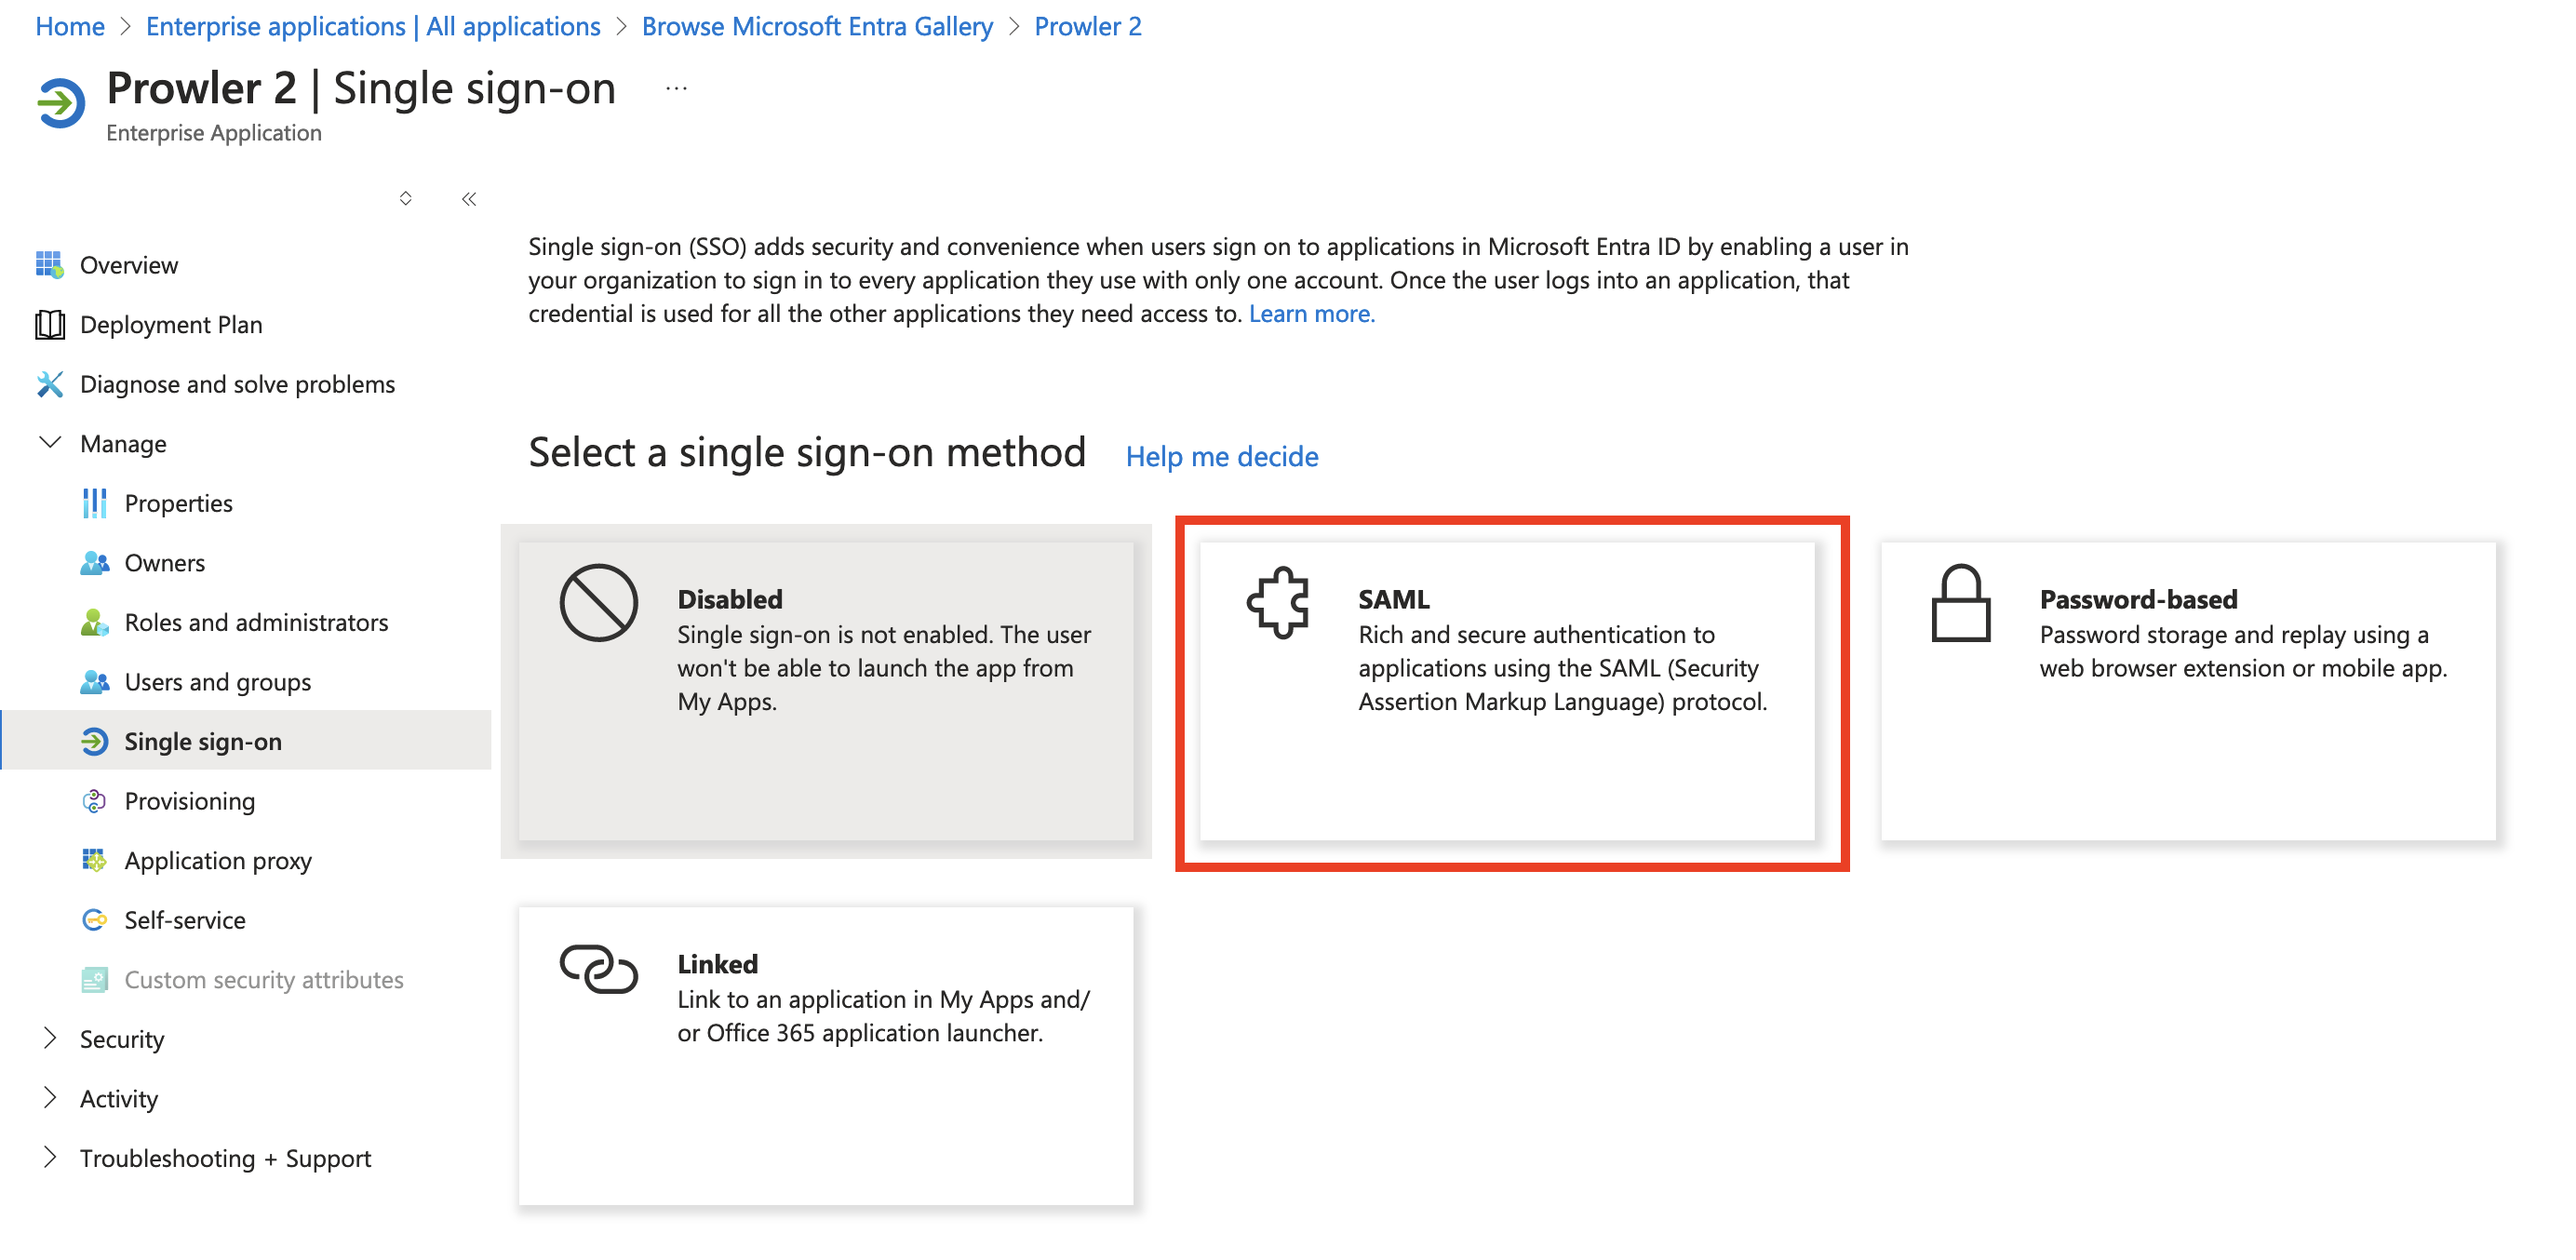 Home > Enterprise applications | All applications > Browse Microsoft Entra Gallery > Prowler 2
Prowler 2 | Single sign-on ...
Enterprise Application
Overview
Deployment Plan
Diagnose and solve problems
Manage
Properties
Owners
Roles and administrators
Users and groups
Single sign-on
Provisioning
Application proxy
Self-service
Custom security attributes
Security
Activity
Troubleshooting + Support
Single sign-on (SSO) adds security and convenience when users sign on to applications in Microsoft Entra ID by enabling a user in
your organization to sign in to every application they use with only one account. Once the user logs into an application, that
credential is used for all the other applications they need access to. Learn more.
Select a single sign-on method Help me decide
Disabled
Single sign-on is not enabled. The user
won't be able to launch the app from
My Apps.
SAML
Rich and secure authentication to
applications using the SAML (Security
Assertion Markup Language) protocol.
Password-based
Password storage and replay using a
web browser extension or mobile app.
Linked
Link to an application in My Apps and/
or Office 365 application launcher.